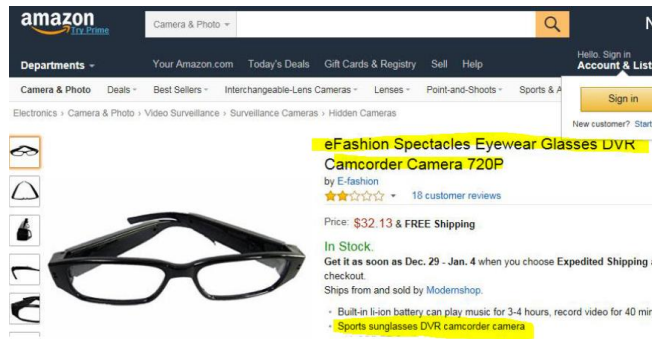 amazon
Try Prime
Camera & Photo
N
Departments
Your Amazon.com Today's Deals Gift Cards & Registry Sell Help
Hello. Sign in
Account & List
Camera & Photo Deals Best Sellers Interchangeable-Lens Cameras Lenses Point-and-Shoots Sports & A
Sign in
New customer? Start
Electronics › Camera & Photo › Video Surveillance › Surveillance Cameras › Hidden Cameras
eFashion Spectacles Eyewear Glasses DVR
Camcorder Camera 720P
by E-fashion
18 customer reviews
Price: $32.13 & FREE Shipping
In Stock.
Get it as soon as Dec. 29 - Jan. 4 when you choose Expedited Shipping
checkout.
Ships from and sold by Modernshop.
• Built-in li-ion battery can play music for 3-4 hours, record video for 40 min
• Sports sunglasses DVR camcorder camera